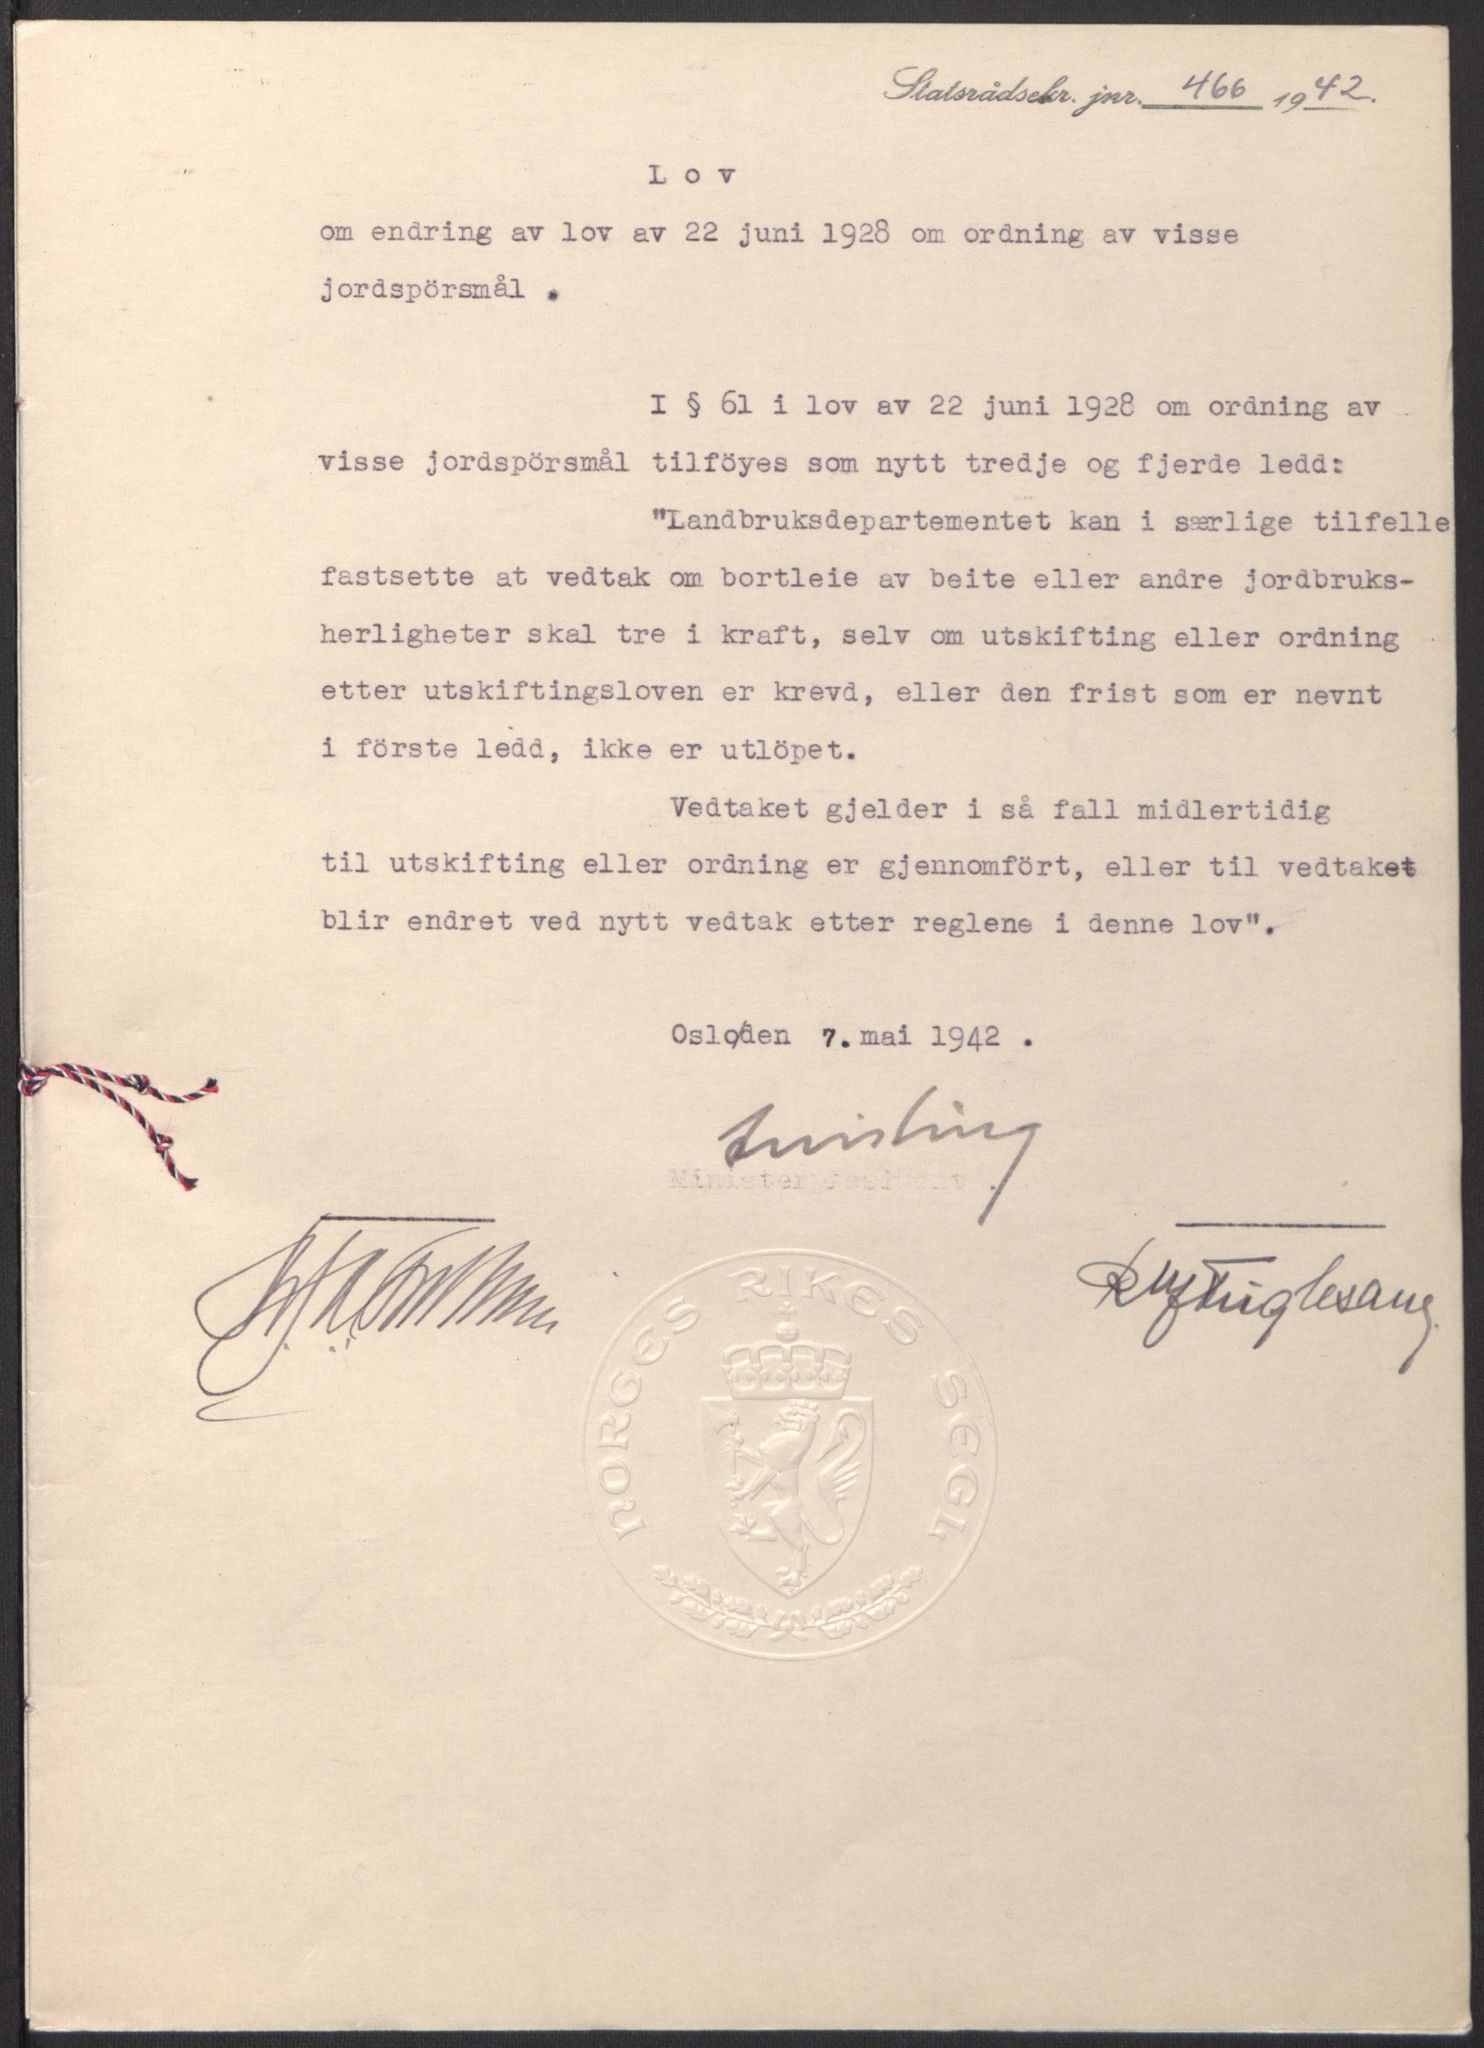 Statsrådsekr. jnr. 466 1942.
Lov
om endring av lov av 22 juni 1928 om ordning av visse
jordspörsmål .
I § 61 i lov av 22 juni 1928 om ordning av
visse jordspörsmål tilföyes som nytt tredje og fjerde ledd:
"Landbruksdepartementet kan i særlige tilfelle
fastsette at vedtak om bortleie av beite eller andre jordbruks-
herligheter skal tre i kraft, selv om utskifting eller ordning
etter utskiftingsloven er krevd, eller den frist som er nevnt
i förste ledd, ikke er utlöpet.
Vedtaket gjelder i så fall midlertidig
til utskifting eller ordning er gjennomfört, eller til vedtaket
blir endret ved nytt vedtak etter reglene i denne lov".
Oslo/den 7. mai 1942 .
Quisling
Ministerpresident .
Fuglesang.
NORGES RIKES SEGL